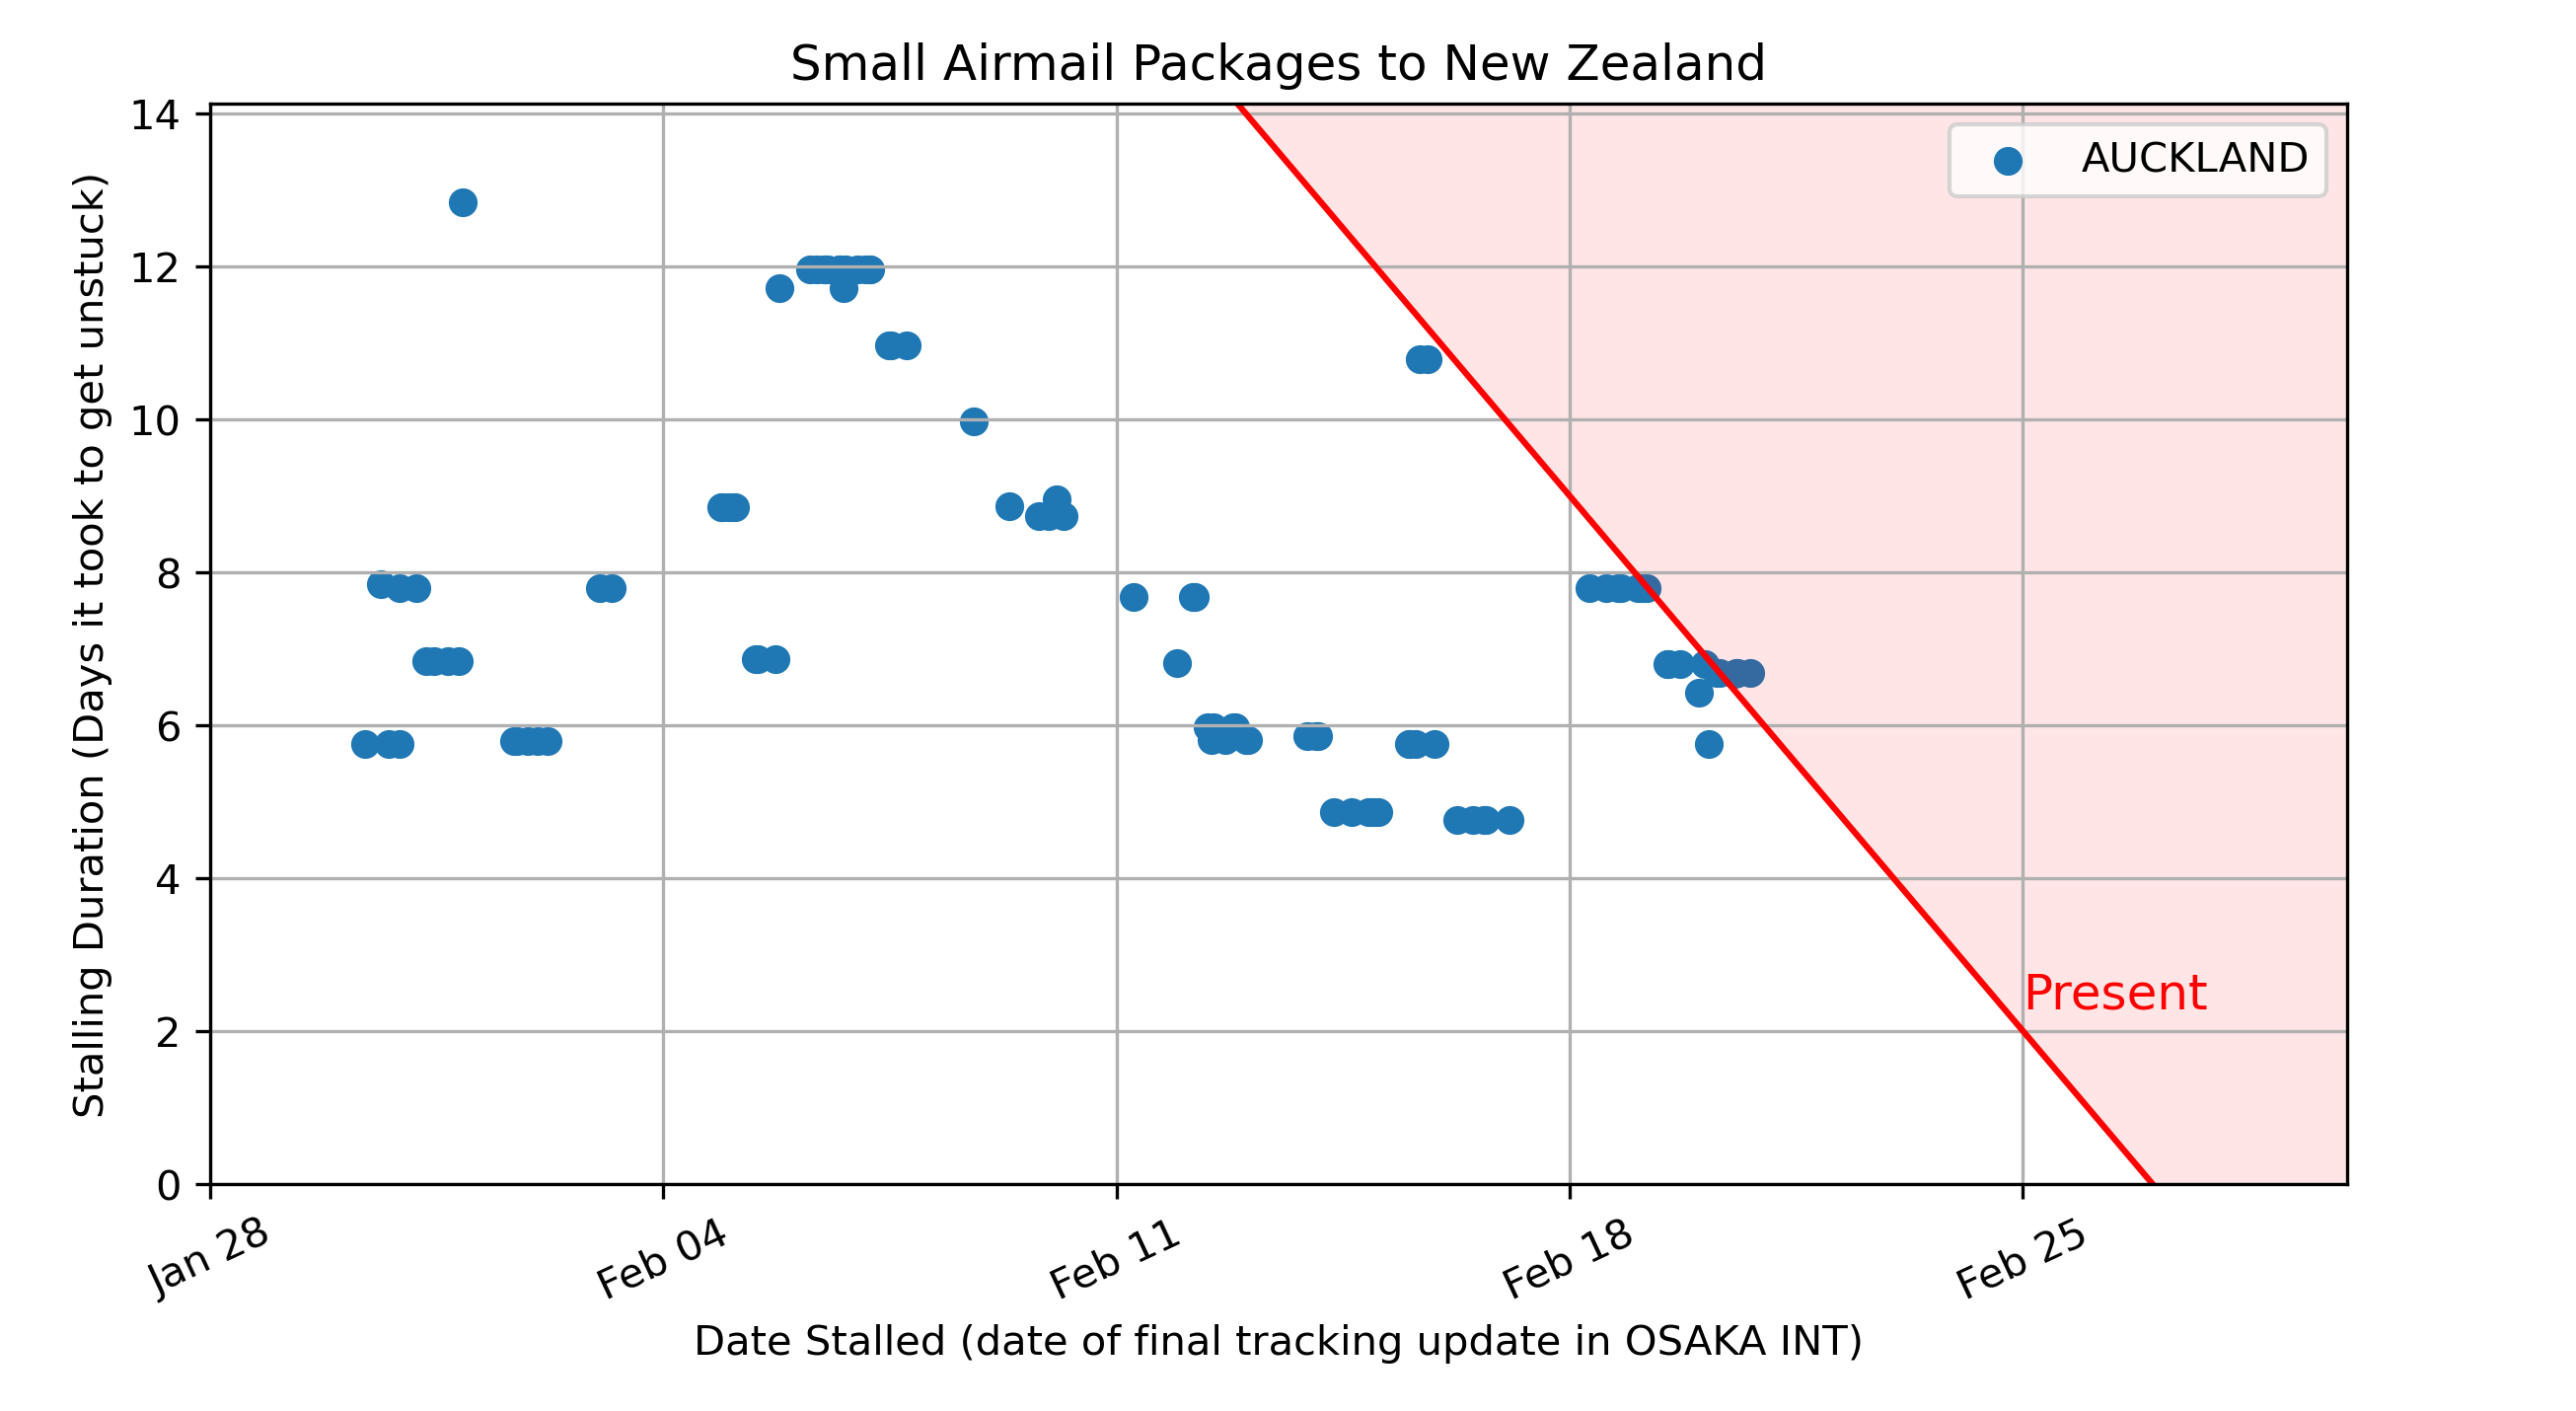 Small Airmail Packages to New Zealand
Stalling Duration (Days it took to get unstuck)
14
12
10
8
6
4
2
0
AUCKLAND
Present
Jan 28
Feb 04
Feb 11
Feb 18
Feb 25
Date Stalled (date of final tracking update in OSAKA INT)